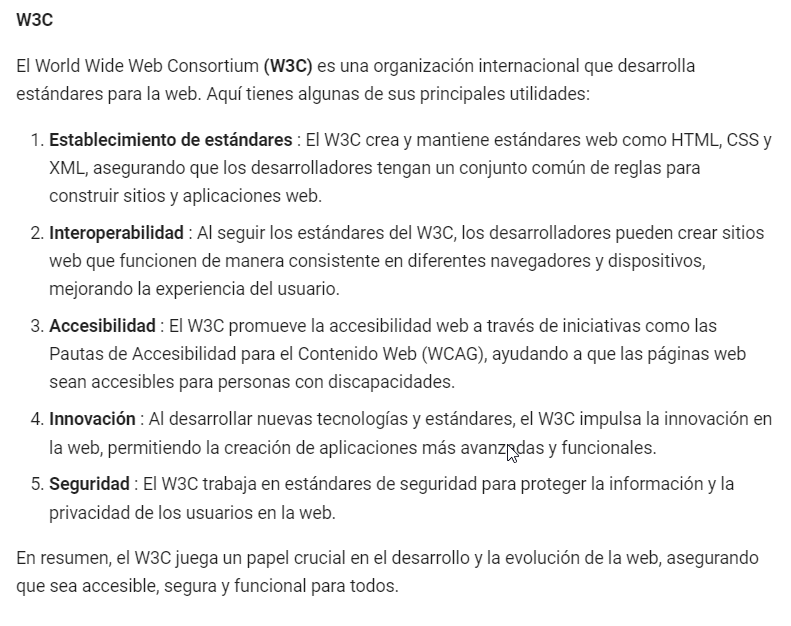 W3C
El World Wide Web Consortium (W3C) es una organización internacional que desarrolla
estándares para la web. Aquí tienes algunas de sus principales utilidades:
1. Establecimiento de estándares : El W3C crea y mantiene estándares web como HTML, CSS y
XML, asegurando que los desarrolladores tengan un conjunto común de reglas para
construir sitios y aplicaciones web.
2. Interoperabilidad : Al seguir los estándares del W3C, los desarrolladores pueden crear sitios
web que funcionen de manera consistente en diferentes navegadores y dispositivos,
mejorando la experiencia del usuario.
3. Accesibilidad : El W3C promueve la accesibilidad web a través de iniciativas como las
Pautas de Accesibilidad para el Contenido Web (WCAG), ayudando a que las páginas web
sean accesibles para personas con discapacidades.
4. Innovación : Al desarrollar nuevas tecnologías y estándares, el W3C impulsa la innovación en
la web, permitiendo la creación de aplicaciones más avanzadas y funcionales.
5. Seguridad : El W3C trabaja en estándares de seguridad para proteger la información y la
privacidad de los usuarios en la web.
En resumen, el W3C juega un papel crucial en el desarrollo y la evolución de la web, asegurando
que sea accesible, segura y funcional para todos.